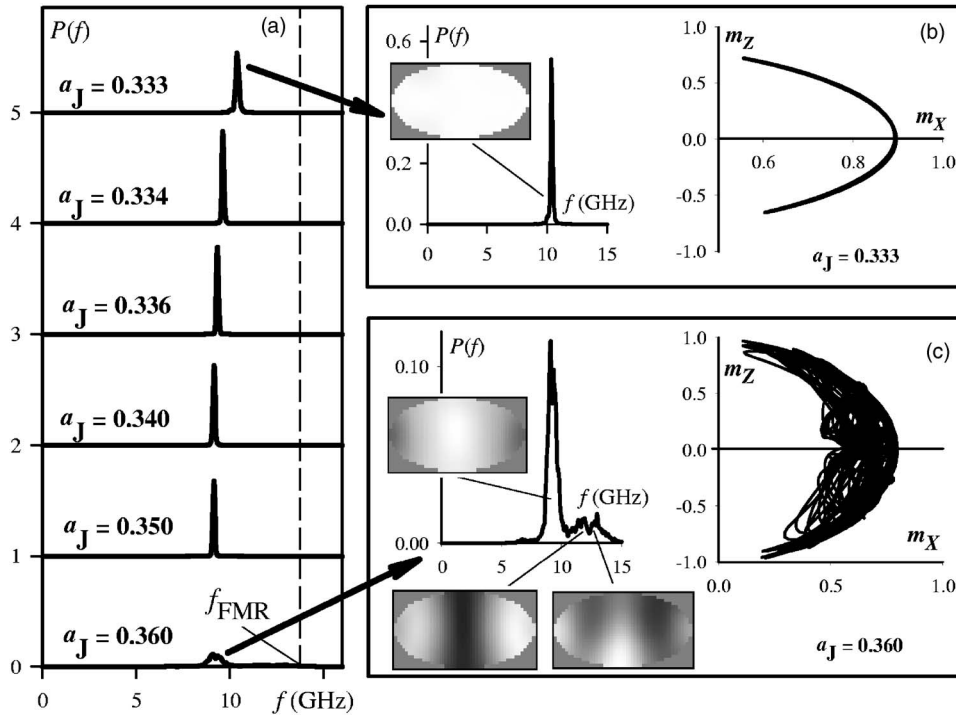 (a)
P(f)
a_J = 0.333
5
a_J = 0.334
4
a_J = 0.336
3
a_J = 0.340
2
a_J = 0.350
1
f_FMR
a_J = 0.360
0
0 5 10
f (GHz)
P(f)
0.6
0.2
0.0
f (GHz)
0 5 10 15
(b)
m_Z
1.0
0.5
0.0
-0.5
-1.0
m_X
0.6 0.8 1.0
a_J = 0.333
P(f)
0.10
0.00
f (GHz)
0 5 10 15
(c)
m_Z
1.0
0.5
0.0
-0.5
-1.0
m_X
0.5 1.0
a_J = 0.360